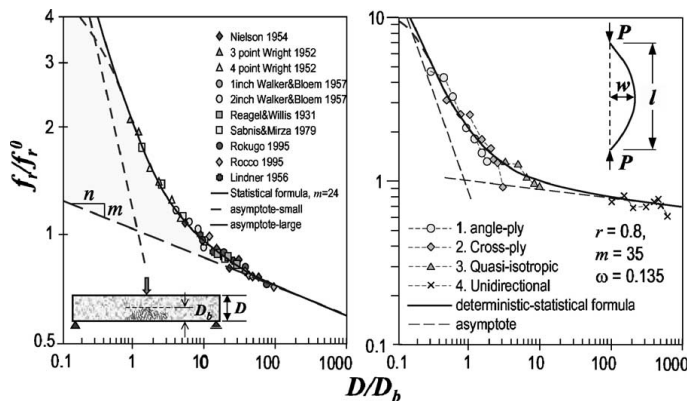 4
3
2
1
0.5
f_r/f_r^0
n
m
◆ Nielson 1954
△ 3 point Wright 1952
△ 4 point Wright 1952
1inch Walker&Bloem 1957
2inch Walker&Bloem 1957
Reagel&Willis 1931
Sabnis&Mirza 1979
Rokugo 1995
Rocco 1995
Lindner 1956
Statistical formula, m=24
asymptote-small
asymptote-large
D_b
D
0.1 1 10 100 1000
10
1
0.1
P
w
l
P
1. angle-ply
2. Cross-ply
3. Quasi-isotropic
4. Unidirectional
deterministic-statistical formula
asymptote
r = 0.8,
m = 35
ω = 0.135
0.1 1 10 100 1000
D/D_b